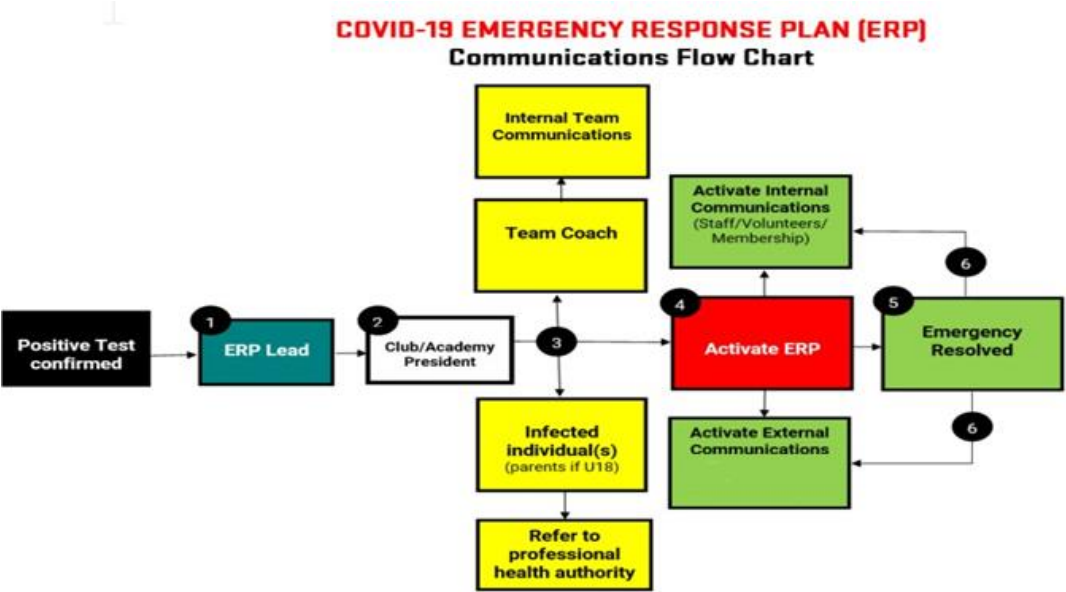 COVID-19 EMERGENCY RESPONSE PLAN (ERP)
Communications Flow Chart
Internal Team
Communications
Team Coach
Activate Internal
Communications
(Staff/Volunteers/
Membership)
6
Positive Test
confirmed
1
ERP Lead
2
Club/Academy
President
3
4
Activate ERP
5
Emergency
Resolved
Infected
individual(s)
(parents if U18)
Activate External
Communications
6
Refer to
professional
health authority